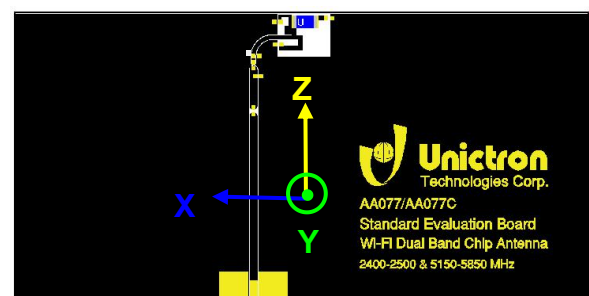 U
Z
X
Y
Unictron
Technologies Corp.
AA077/AA077C
Standard Evaluation Board
Wi-Fi Dual Band Chip Antenna
2400-2500 & 5150-5850 MHz